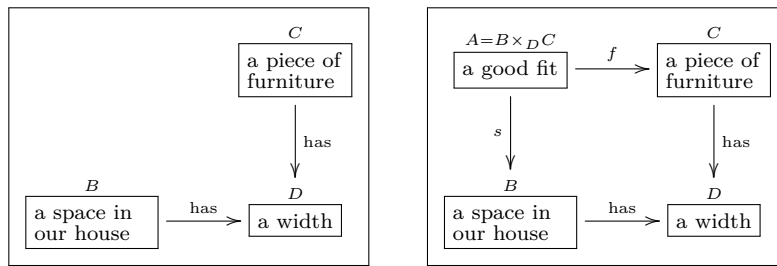 C
a piece of
furniture
has
B
a space in
our house
has
D
a width
A=B×_D C
a good fit
f
C
a piece of
furniture
s
has
B
a space in
our house
has
D
a width